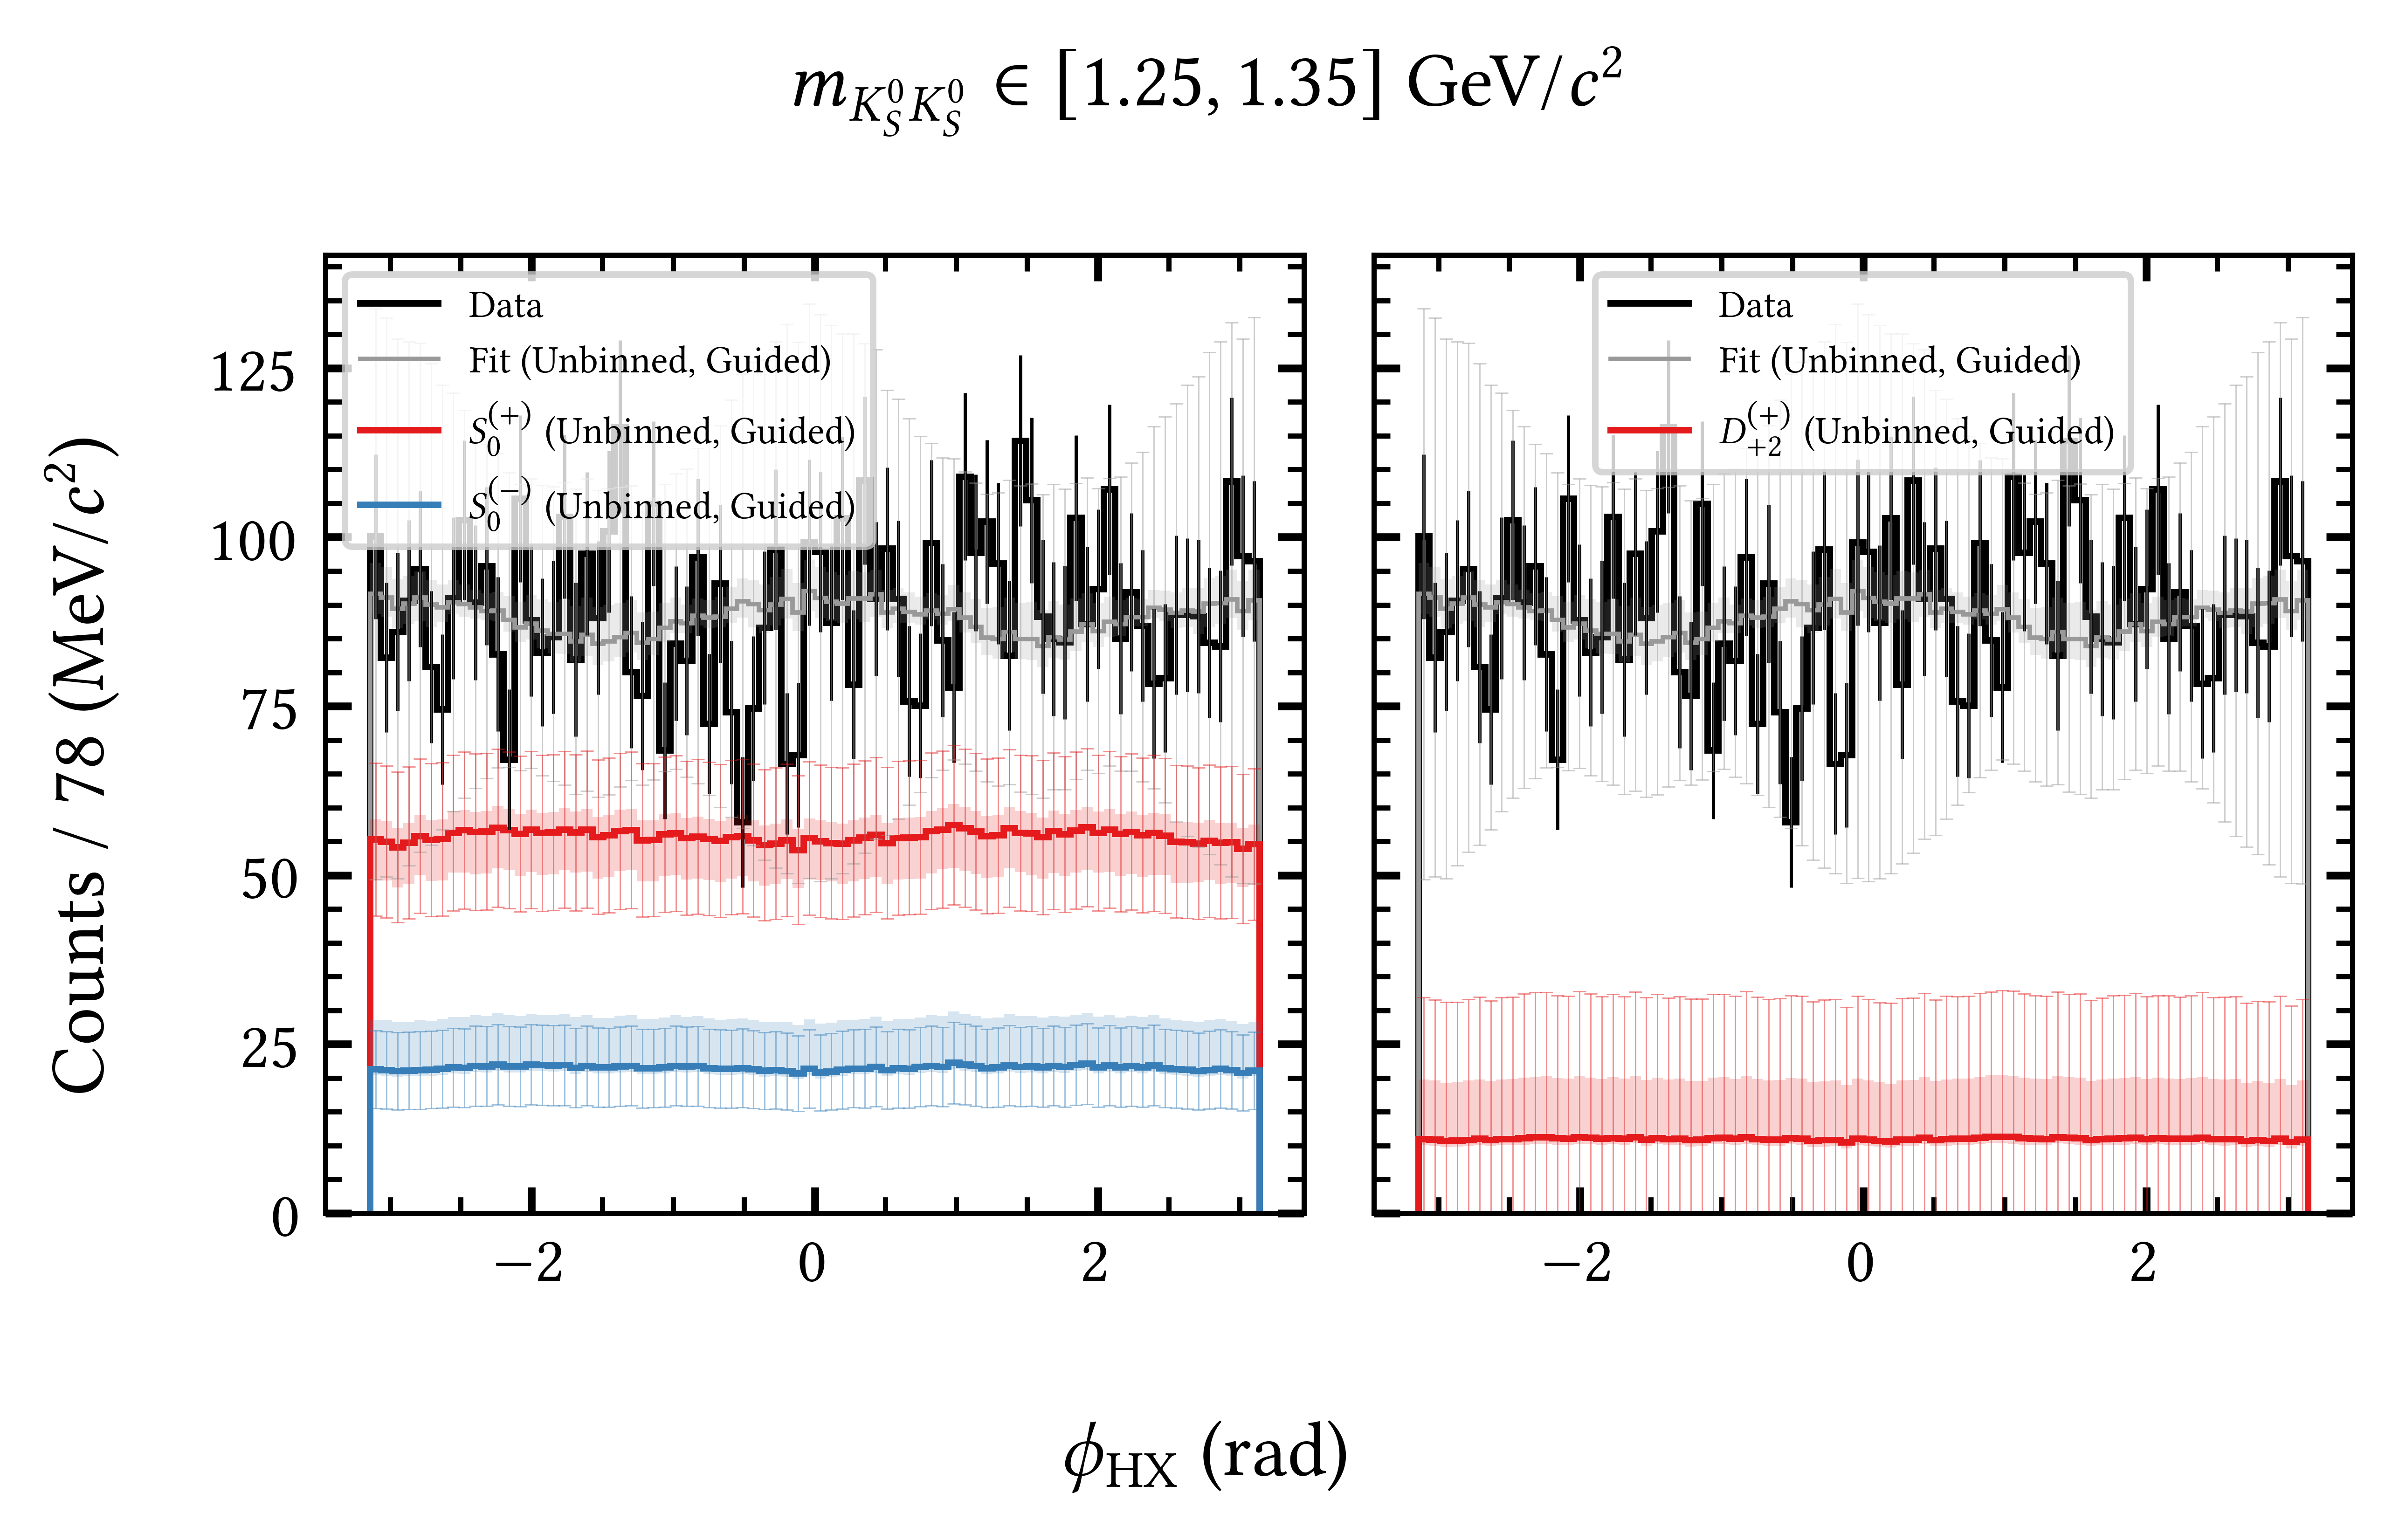 m_{K_S^0 K_S^0} ∈ [1.25, 1.35] GeV/c²
Counts / 78 (MeV/c²)
125
100
75
50
25
0
Data
Fit (Unbinned, Guided)
S_0^{(+)} (Unbinned, Guided)
S_0^{(−)} (Unbinned, Guided)
−2
0
2
Data
Fit (Unbinned, Guided)
D_{+2}^{(+)} (Unbinned, Guided)
−2
0
2
ϕ_{HX} (rad)